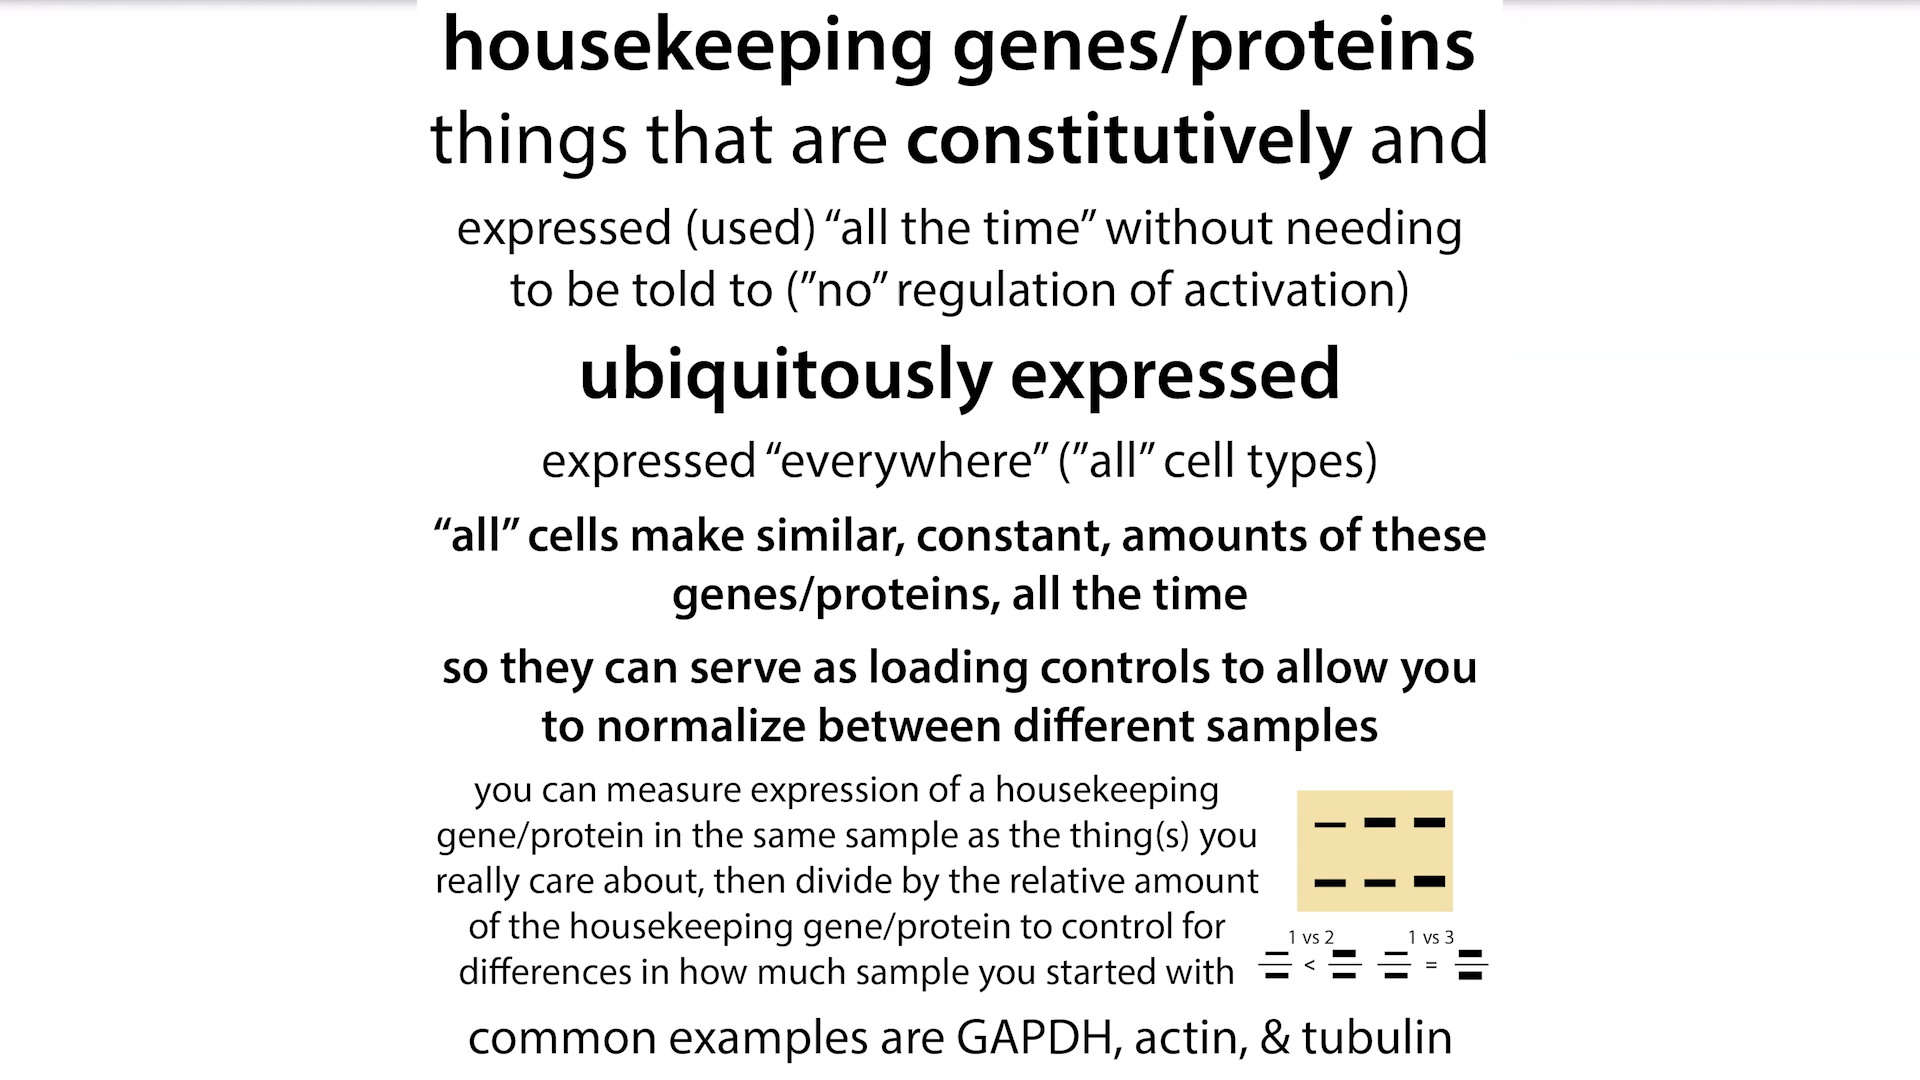 housekeeping genes/proteins
things that are constitutively and
expressed (used) “all the time” without needing
to be told to (”no” regulation of activation)
ubiquitously expressed
expressed “everywhere” (”all” cell types)
“all” cells make similar, constant, amounts of these
genes/proteins, all the time
so they can serve as loading controls to allow you
to normalize between different samples
you can measure expression of a housekeeping
gene/protein in the same sample as the thing(s) you
really care about, then divide by the relative amount
of the housekeeping gene/protein to control for
differences in how much sample you started with
1 vs 2 1 vs 3
< =
common examples are GAPDH, actin, & tubulin